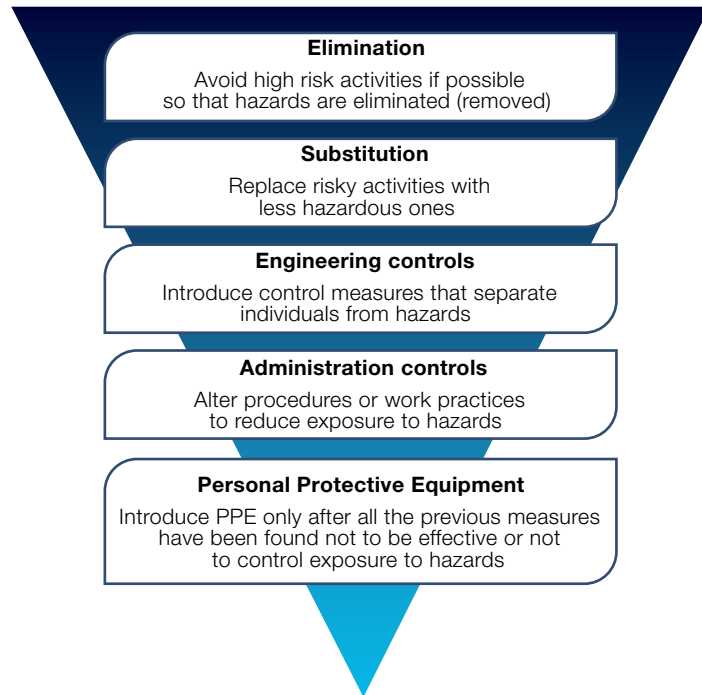 Elimination
Avoid high risk activities if possible
so that hazards are eliminated (removed)
Substitution
Replace risky activities with
less hazardous ones
Engineering controls
Introduce control measures that separate
individuals from hazards
Administration controls
Alter procedures or work practices
to reduce exposure to hazards
Personal Protective Equipment
Introduce PPE only after all the previous measures
have been found not to be effective or not
to control exposure to hazards